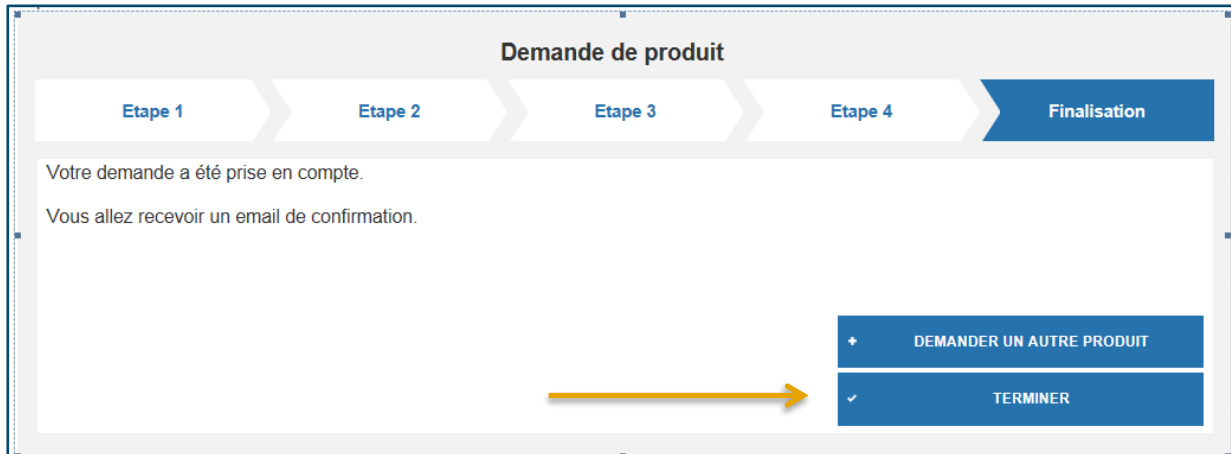 Demande de produit
Etape 1
Etape 2
Etape 3
Etape 4
Finalisation
Votre demande a été prise en compte.
Vous allez recevoir un email de confirmation.
DEMANDER UN AUTRE PRODUIT
TERMINER